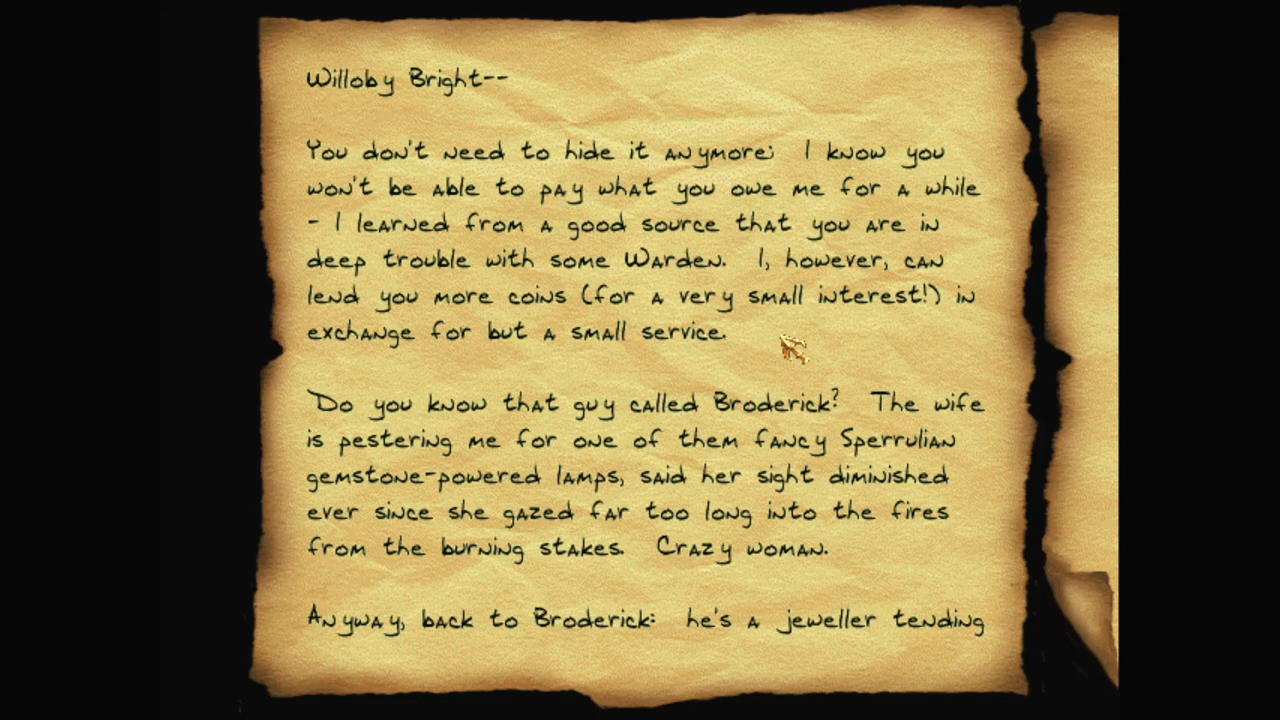 Willoby Bright--
You don't need to hide it anymore: I know you
won't be able to pay what you owe me for a while
- I learned from a good source that you are in
deep trouble with some Warden. I, however, can
lend you more coins (for a very small interest!) in
exchange for but a small service.
Do you know that guy called Broderick? The wife
is pestering me for one of them fancy Sperrulian
gemstone-powered lamps, said her sight diminished
ever since she gazed far too long into the fires
from the burning stakes. Crazy woman.
Anyway, back to Broderick: he's a jeweller tending